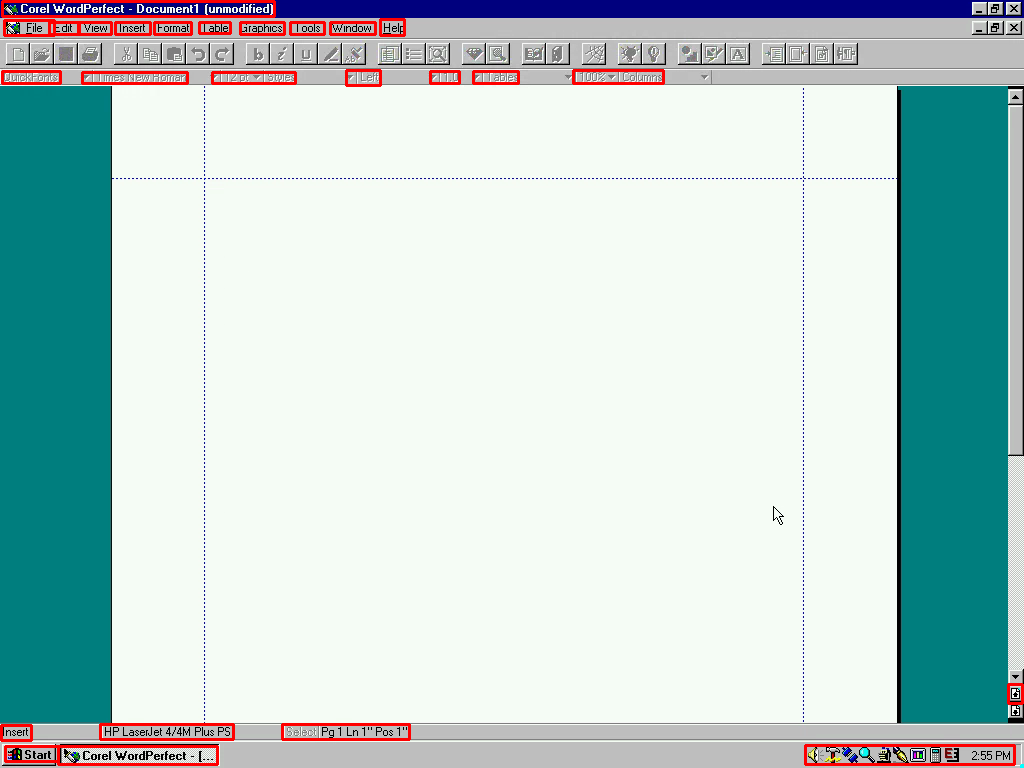 Corel WordPerfect - Document1 (unmodified)
File Edit View Insert Format Table Graphics Tools Window Help
QuickFonts Times New Roman 12 pt Styles Left 1.0 Tables 100% Columns
Insert HP LaserJet 4/4M Plus PS Select Pg 1 Ln 1" Pos 1"
Start Corel WordPerfect - [... 2:55 PM